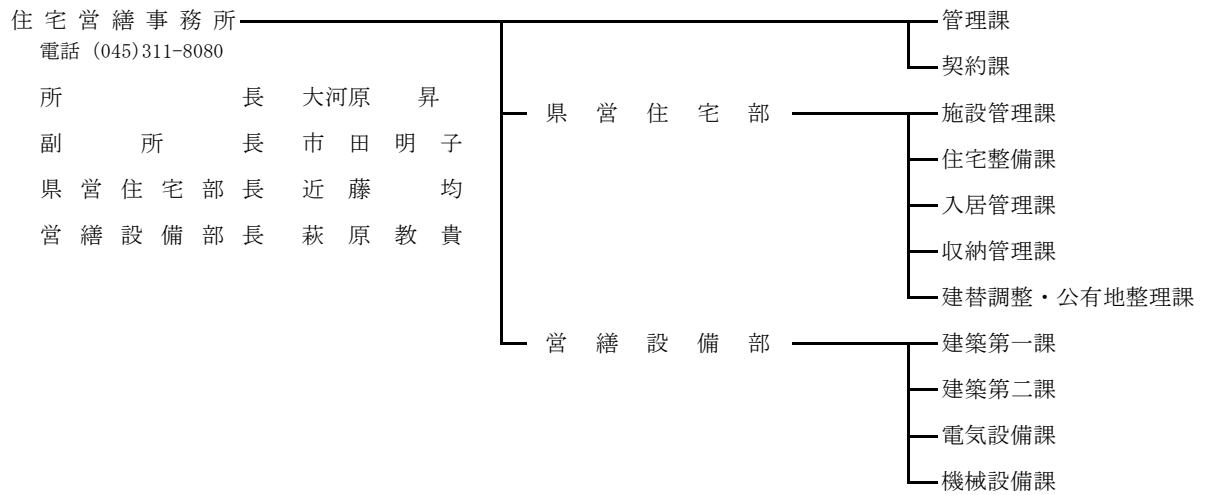 住宅営繕事務所 管理課
電話 (045)311-8080
契約課
所長 大河原 昇
県営住宅部 施設管理課
副所長 市田明子
住宅整備課
県営住宅部長 近藤 均
入居管理課
営繕設備部長 萩原教貴
収納管理課
建替調整・公有地整理課
営繕設備部 建築第一課
建築第二課
電気設備課
機械設備課